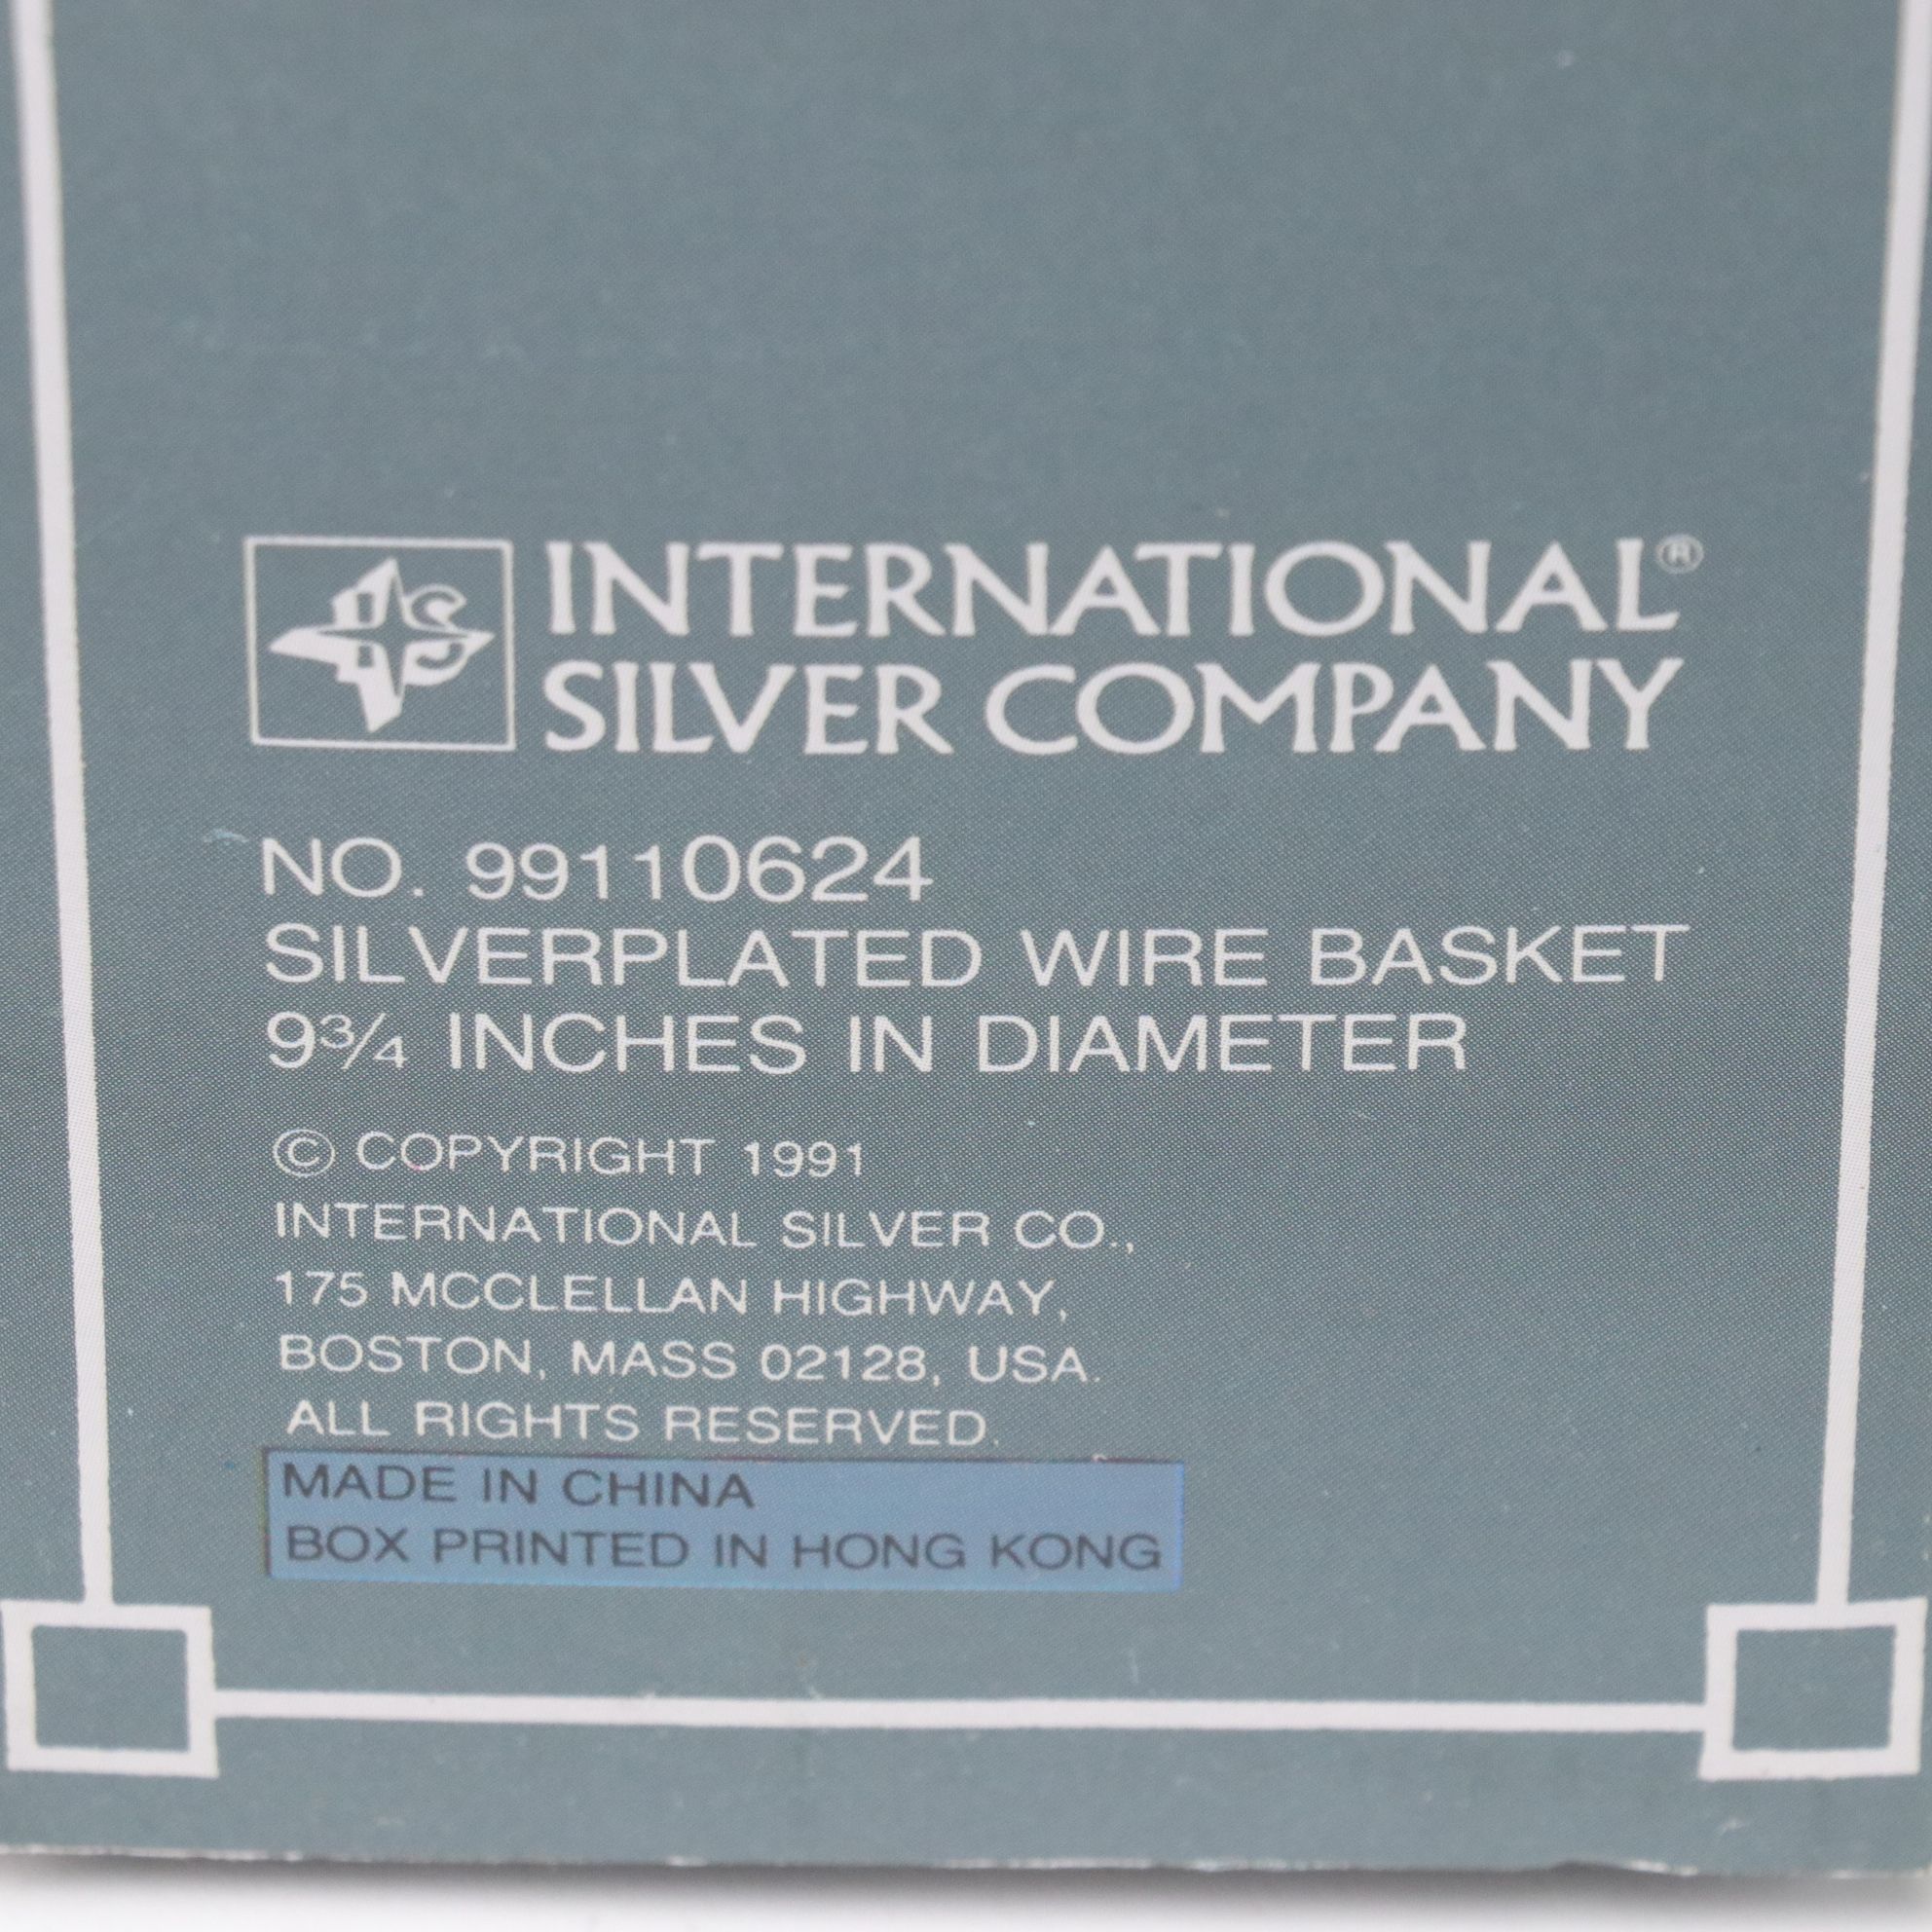 INTERNATIONAL®
SILVER COMPANY
NO. 99110624
SILVERPLATED WIRE BASKET
9¾ INCHES IN DIAMETER
© COPYRIGHT 1991
INTERNATIONAL SILVER CO.,
175 MCCLELLAN HIGHWAY,
BOSTON, MASS 02128, USA.
ALL RIGHTS RESERVED.
MADE IN CHINA
BOX PRINTED IN HONG KONG